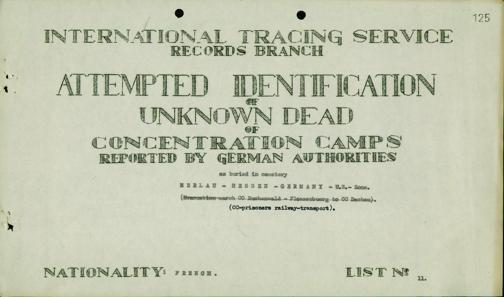 125
INTERNATIONAL TRACING SERVICE
RECORDS BRANCH
ATTEMPTED IDENTIFICATION
OF
UNKNOWN DEAD
OF
CONCENTRATION CAMPS
REPORTED BY GERMAN AUTHORITIES
as buried in cemetery
MERLAU - HESSEN - GERMANY - U.S. - Zone.
(Evacuation march CC Buchenwald - Flossenbuerg to CC Dachau).
(CC-prisoners railway-transport).
NATIONALITY: FRENCH.
LIST № 11.